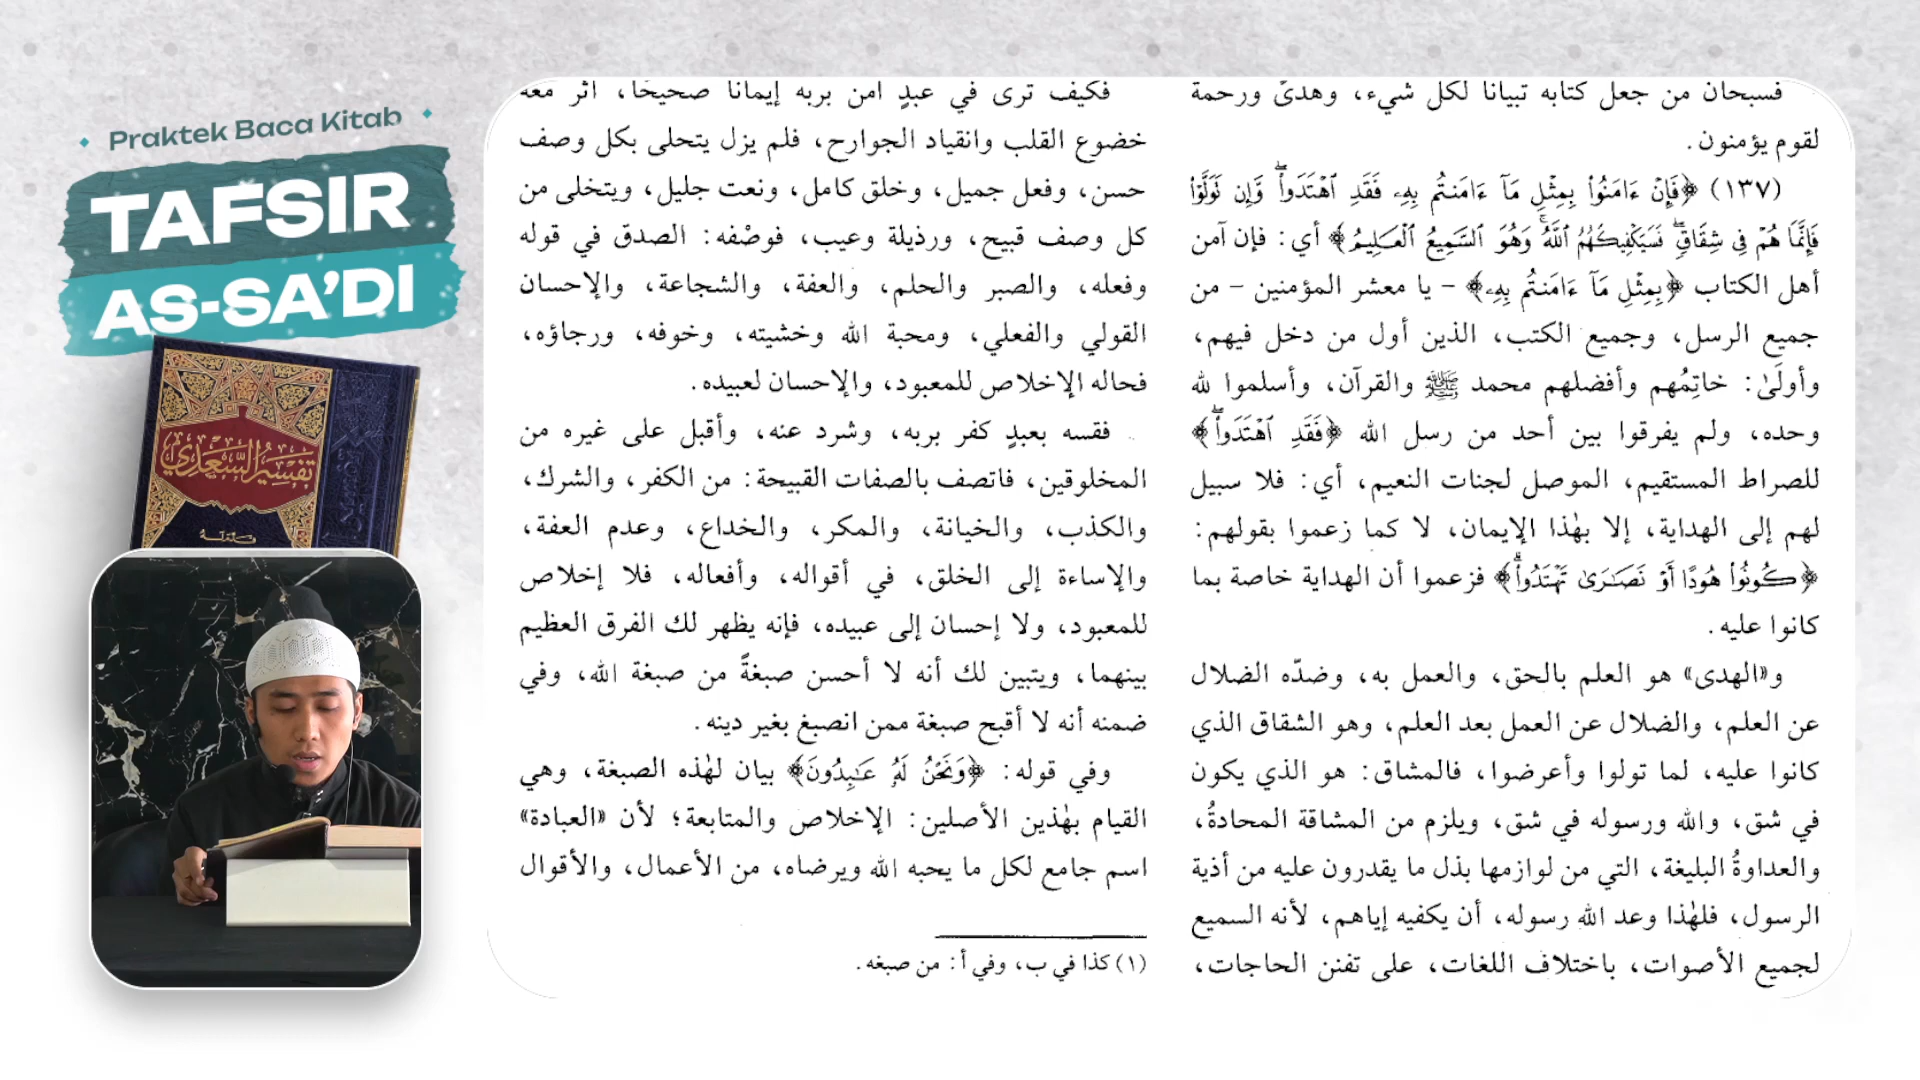 Praktek Baca Kitab
TAFSIR
AS-SA'DI
تفسير السعدي
فسبحان من جعل كتابه تبيانا لكل شيء، وهدىً ورحمة
لقوم يؤمنون.
(١٣٧) ﴿فَإِنْ ءَامَنُوا۟ بِمِثْلِ مَآ ءَامَنتُم بِهِۦ فَقَدِ ٱهْتَدَوا۟ ۖ وَّإِن تَوَلَّوْا۟
فَإِنَّمَا هُمْ فِى شِقَاقٍ ۖ فَسَيَكْفِيكَهُمُ ٱللَّهُ ۚ وَهُوَ ٱلسَّمِيعُ ٱلْعَلِيمُ﴾ أي: فإن آمن
أهل الكتاب ﴿بِمِثْلِ مَآ ءَامَنتُم بِهِۦ﴾ - يا معشر المؤمنين - من
جميع الرسل، وجميع الكتب، الذين أول من دخل فيهم،
وأولَىٰ: خاتِمُهم وأفضلهم محمد ﷺ والقرآن، وأسلموا لله
وحده، ولم يفرقوا بين أحد من رسل الله ﴿فَقَدِ ٱهْتَدَوا۟ ۖ﴾
للصراط المستقيم، الموصل لجنات النعيم، أي: فلا سبيل
لهم إلى الهداية، إلا بهٰذا الإيمان، لا كما زعموا بقولهم:
﴿كُونُوا۟ هُودًا أَوْ نَصَـٰرَىٰ تَهْتَدُوا۟ ۗ﴾ فزعموا أن الهداية خاصة بما
كانوا عليه.
و«الهدى» هو العلم بالحق، والعمل به، وضدّه الضلال
عن العلم، والضلال عن العمل بعد العلم، وهو الشقاق الذي
كانوا عليه، لما تولوا وأعرضوا، فالمشاق: هو الذي يكون
في شق، والله ورسوله في شق، ويلزم من المشاقة المحادةُ،
والعداوةُ البليغة، التي من لوازمها بذل ما يقدرون عليه من أذية
الرسول، فلهٰذا وعد الله رسوله، أن يكفيه إياهم، لأنه السميع
لجميع الأصوات، باختلاف اللغات، على تفنن الحاجات،
فكيف ترى في عبدٍ آمن بربه إيمانًا صحيحًا، أثر معه
خضوع القلب وانقياد الجوارح، فلم يزل يتحلى بكل وصف
حسن، وفعل جميل، وخلق كامل، ونعت جليل، ويتخلى من
كل وصف قبيح، ورذيلة وعيب، فوصْفه: الصدق في قوله
وفعله، والصبر والحلم، والعفة، والشجاعة، والإحسان
القولي والفعلي، ومحبة الله وخشيته، وخوفه، ورجاؤه،
فحاله الإخلاص للمعبود، والإحسان لعبيده.
فقسه بعبدٍ كفر بربه، وشرد عنه، وأقبل على غيره من
المخلوقين، فاتصف بالصفات القبيحة: من الكفر، والشرك،
والكذب، والخيانة، والمكر، والخداع، وعدم العفة،
والإساءة إلى الخلق، في أقواله، وأفعاله، فلا إخلاص
للمعبود، ولا إحسان إلى عبيده، فإنه يظهر لك الفرق العظيم
بينهما، ويتبين لك أنه لا أحسن صبغةً من صبغة الله، وفي
ضمنه أنه لا أقبح صبغة ممن انصبغ بغير دينه.
وفي قوله: ﴿وَنَحْنُ لَهُۥ عَـٰبِدُونَ﴾ بيان لهٰذه الصبغة، وهي
القيام بهٰذين الأصلين: الإخلاص والمتابعة؛ لأن «العبادة»
اسم جامع لكل ما يحبه الله ويرضاه، من الأعمال، والأقوال
(١) كذا في ب، وفي أ: من صبغه.